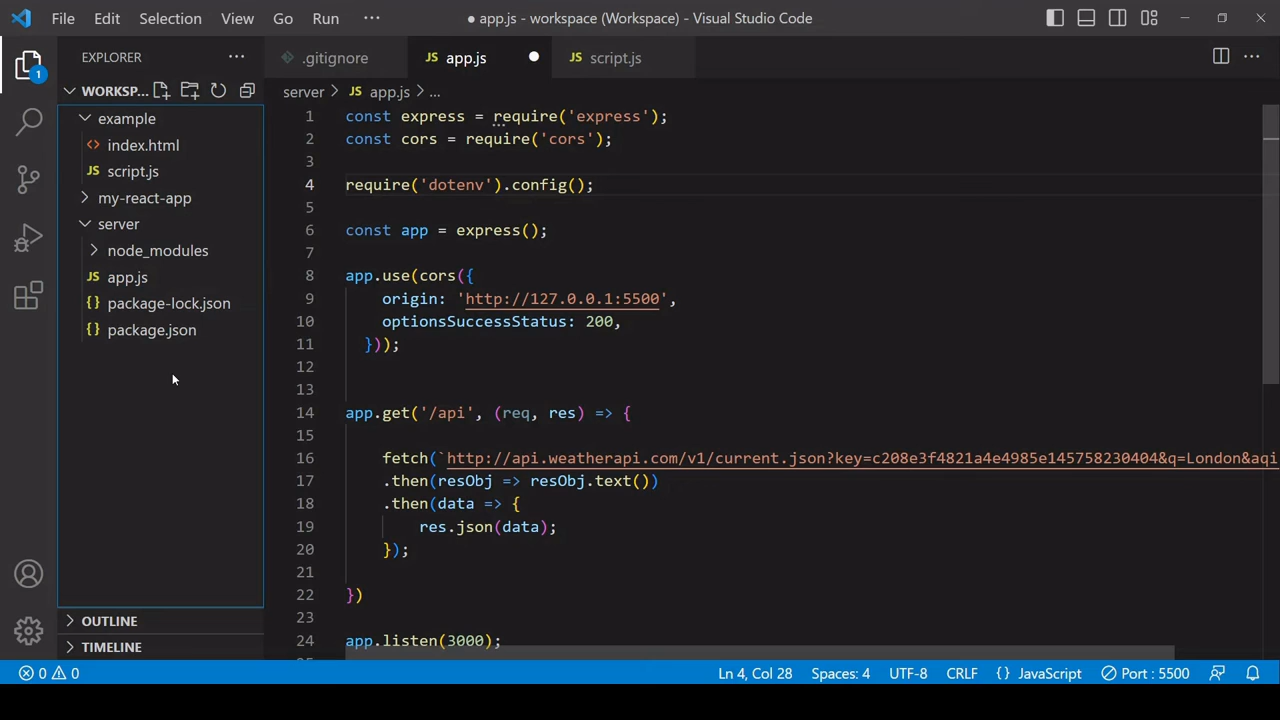 File Edit Selection View Go Run ··· ● app.js - workspace (Workspace) - Visual Studio Code
EXPLORER ···
.gitignore JS app.js ● JS script.js ···
1
WORKSP...
server > JS app.js > ...
example
<> index.html
JS script.js
my-react-app
server
node_modules
JS app.js
{} package-lock.json
{} package.json
OUTLINE
TIMELINE
1 const express = require('express');
2 const cors = require('cors');
3
4 require('dotenv').config();
5
6 const app = express();
7
8 app.use(cors({
9 origin: 'http://127.0.0.1:5500',
10 optionsSuccessStatus: 200,
11 }));
12
13
14 app.get('/api', (req, res) => {
15
16 fetch(`http://api.weatherapi.com/v1/current.json?key=c208e3f4821a4e4985e145758230404&q=London&aqi
17 .then(resObj => resObj.text())
18 .then(data => {
19 res.json(data);
20 });
21
22 })
23
24 app.listen(3000);
0 0 Ln 4, Col 28 Spaces: 4 UTF-8 CRLF {} JavaScript Port : 5500